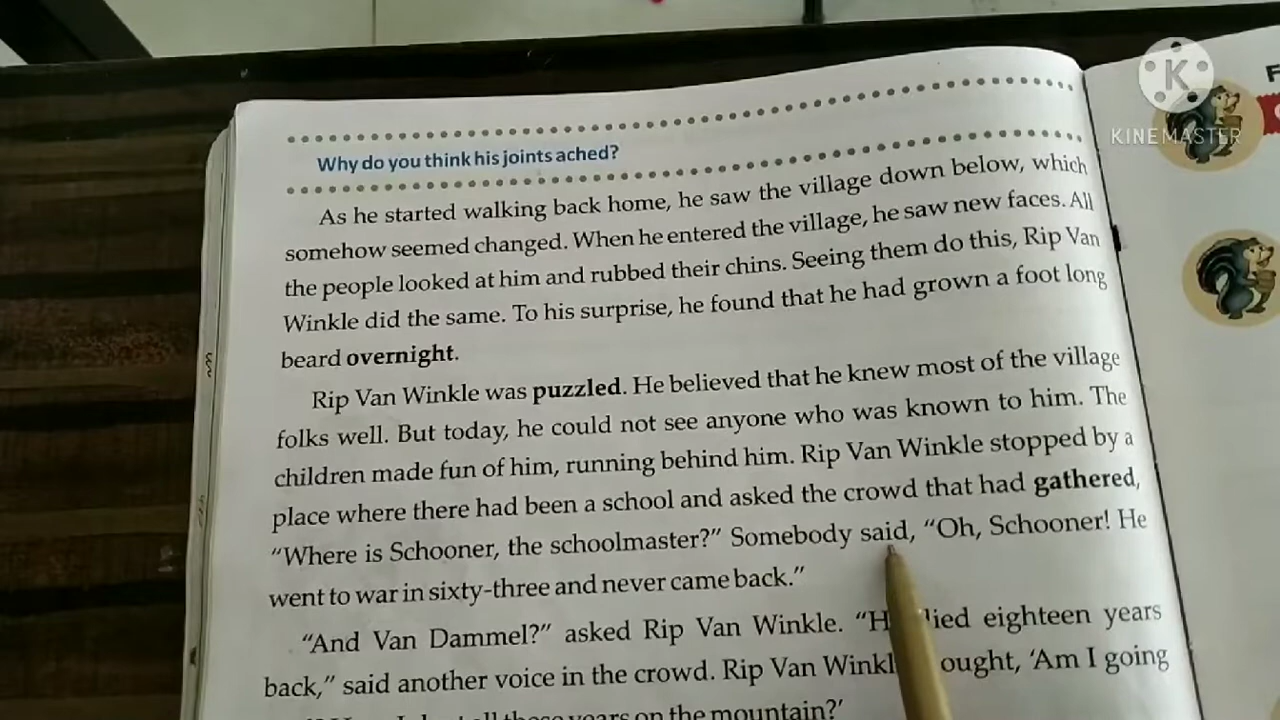 Why do you think his joints ached?
As he started walking back home, he saw the village down below, which
somehow seemed changed. When he entered the village, he saw new faces. All
the people looked at him and rubbed their chins. Seeing them do this, Rip Van
Winkle did the same. To his surprise, he found that he had grown a foot long
beard overnight.
Rip Van Winkle was puzzled. He believed that he knew most of the village
folks well. But today, he could not see anyone who was known to him. The
children made fun of him, running behind him. Rip Van Winkle stopped by a
place where there had been a school and asked the crowd that had gathered,
“Where is Schooner, the schoolmaster?” Somebody said, “Oh, Schooner! He
went to war in sixty-three and never came back.”
“And Van Dammel?” asked Rip Van Winkle. “H ied eighteen years
back,” said another voice in the crowd. Rip Van Winkl ought, ‘Am I going
all these years on the mountain?’
K
KINEMASTER